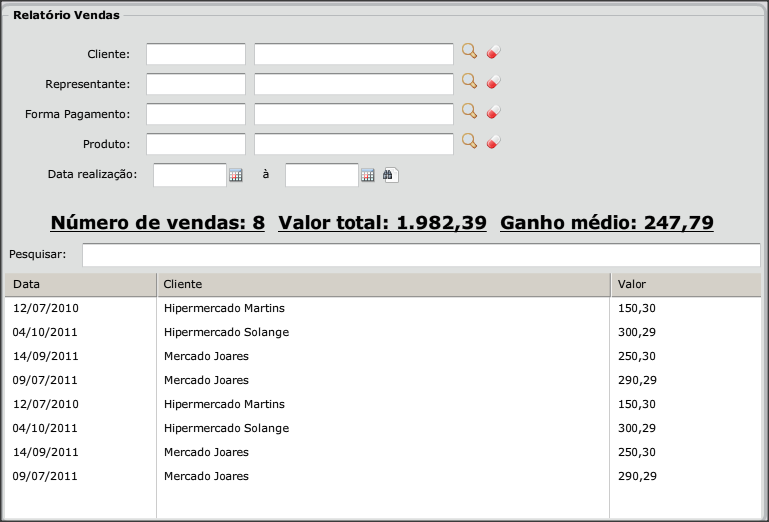 Relatório Vendas
Cliente:
Representante:
Forma Pagamento:
Produto:
Data realização: à
Número de vendas: 8 Valor total: 1.982,39 Ganho médio: 247,79
Pesquisar:
Data Cliente Valor
12/07/2010 Hipermercado Martins 150,30
04/10/2011 Hipermercado Solange 300,29
14/09/2011 Mercado Joares 250,30
09/07/2011 Mercado Joares 290,29
12/07/2010 Hipermercado Martins 150,30
04/10/2011 Hipermercado Solange 300,29
14/09/2011 Mercado Joares 250,30
09/07/2011 Mercado Joares 290,29